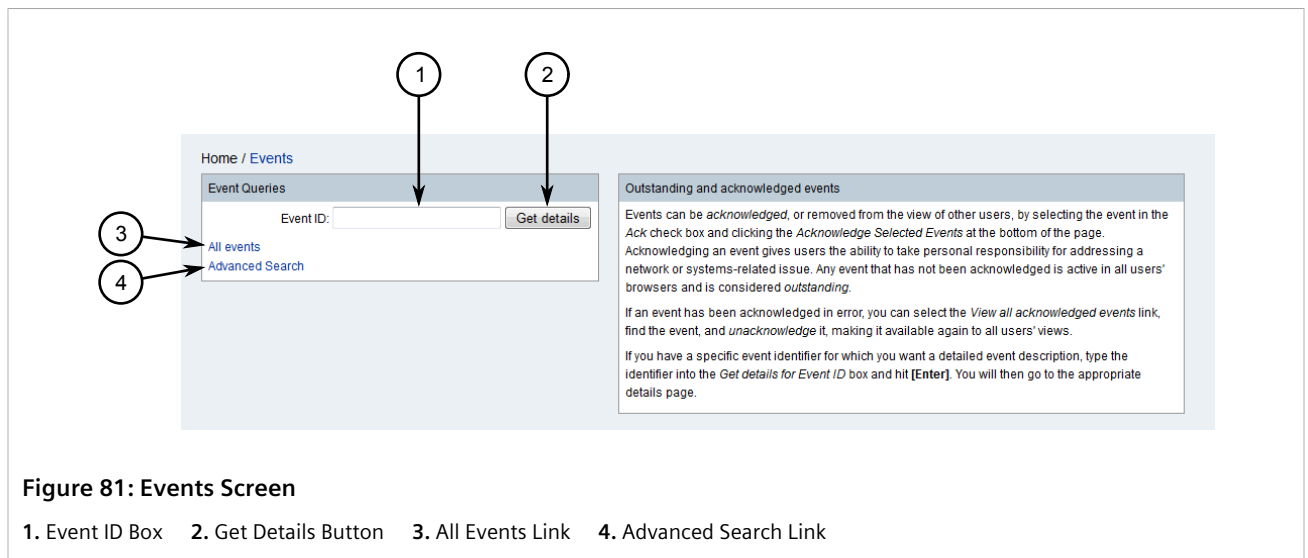 1
2
Home / Events
Event Queries
Event ID:
Get details
3
All events
4
Advanced Search
Outstanding and acknowledged events
Events can be acknowledged, or removed from the view of other users, by selecting the event in the
Ack check box and clicking the Acknowledge Selected Events at the bottom of the page.
Acknowledging an event gives users the ability to take personal responsibility for addressing a
network or systems-related issue. Any event that has not been acknowledged is active in all users'
browsers and is considered outstanding.
If an event has been acknowledged in error, you can select the View all acknowledged events link,
find the event, and unacknowledge it, making it available again to all users' views.
If you have a specific event identifier for which you want a detailed event description, type the
identifier into the Get details for Event ID box and hit [Enter]. You will then go to the appropriate
details page.
Figure 81: Events Screen
1. Event ID Box 2. Get Details Button 3. All Events Link 4. Advanced Search Link